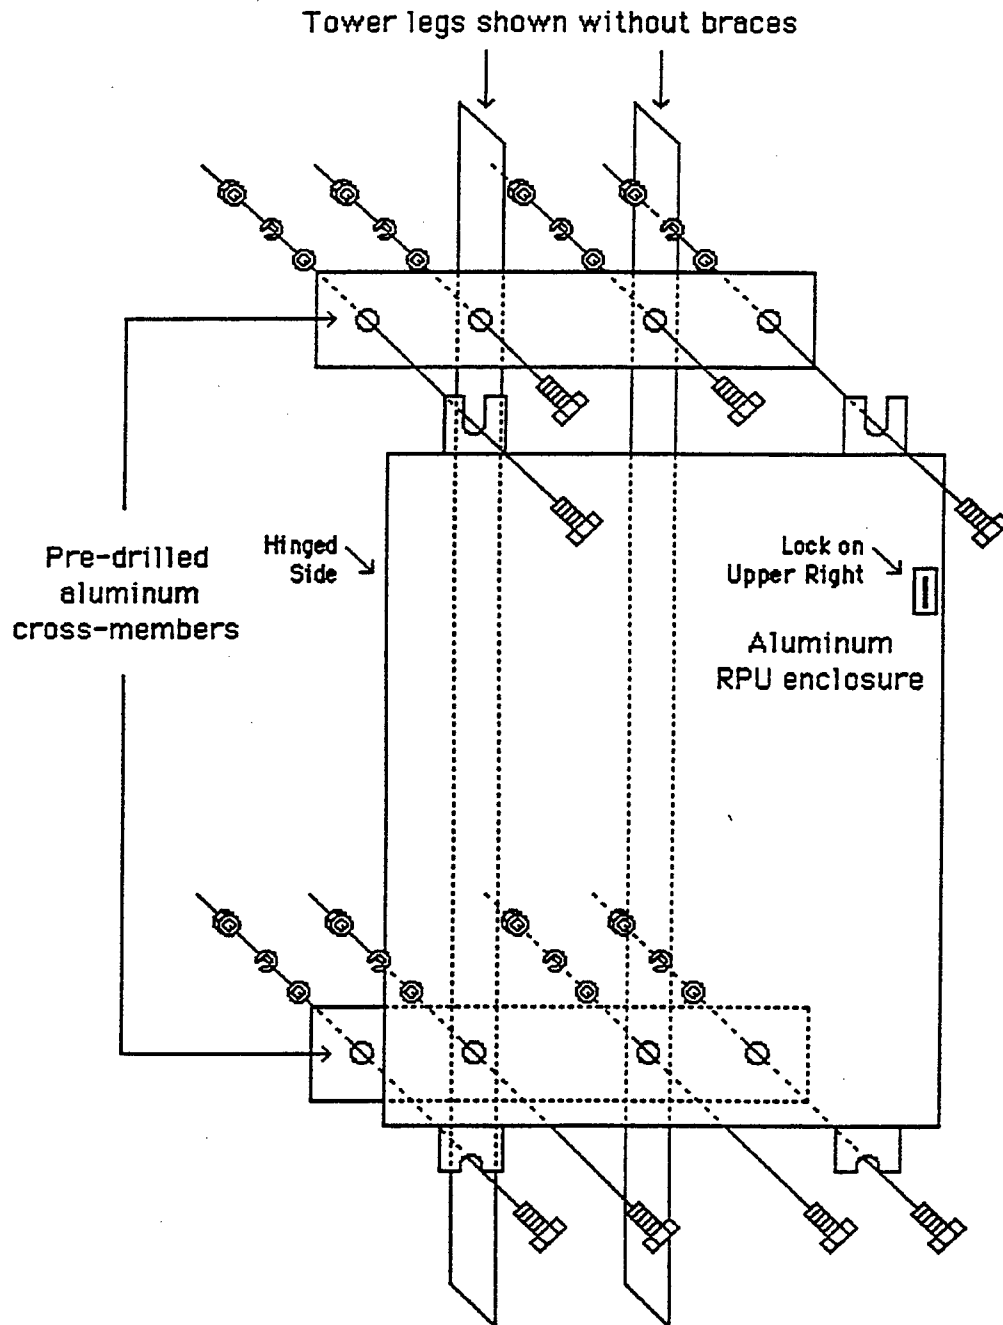 Tower legs shown without braces
Hinged
Side
Lock on
Upper Right
Pre-drilled
aluminum
cross-members
Aluminum
RPU enclosure